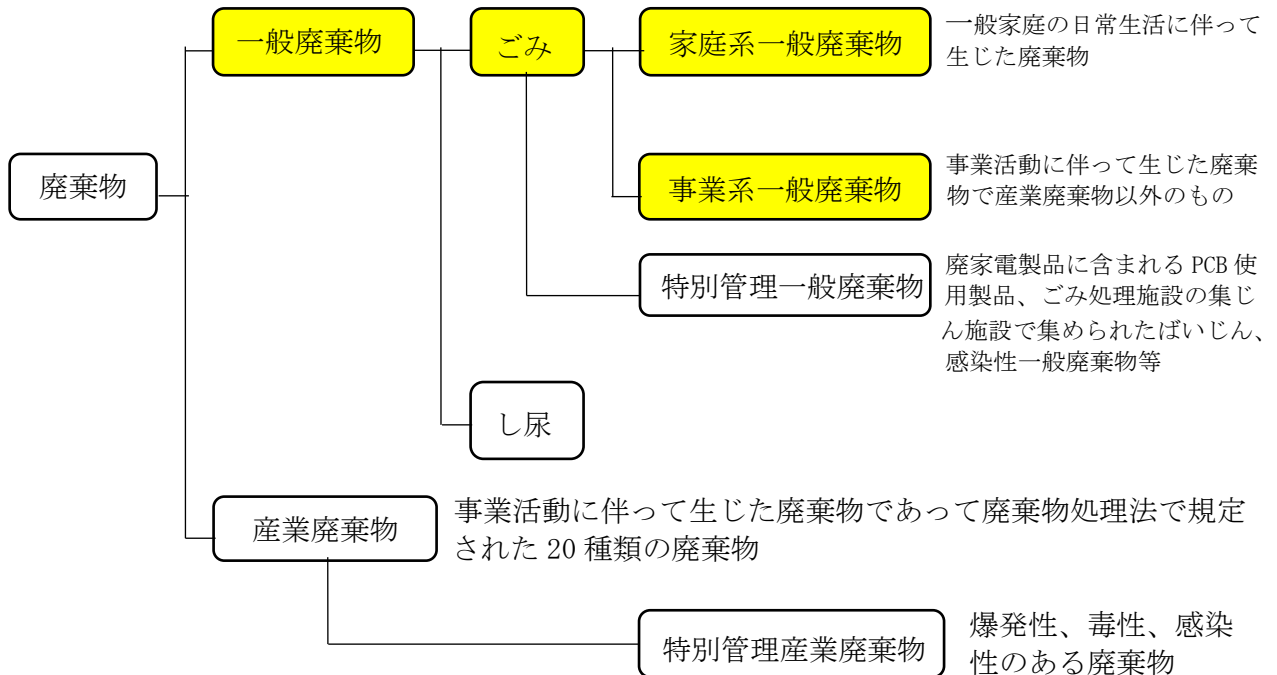 一般廃棄物
ごみ
家庭系一般廃棄物
一般家庭の日常生活に伴って
生じた廃棄物
廃棄物
事業系一般廃棄物
事業活動に伴って生じた廃棄
物で産業廃棄物以外のもの
特別管理一般廃棄物
廃家電製品に含まれる PCB 使
用製品、ごみ処理施設の集じ
ん施設で集められたばいじん、
感染性一般廃棄物等
し尿
産業廃棄物
事業活動に伴って生じた廃棄物であって廃棄物処理法で規定
された 20 種類の廃棄物
特別管理産業廃棄物
爆発性、毒性、感染
性のある廃棄物